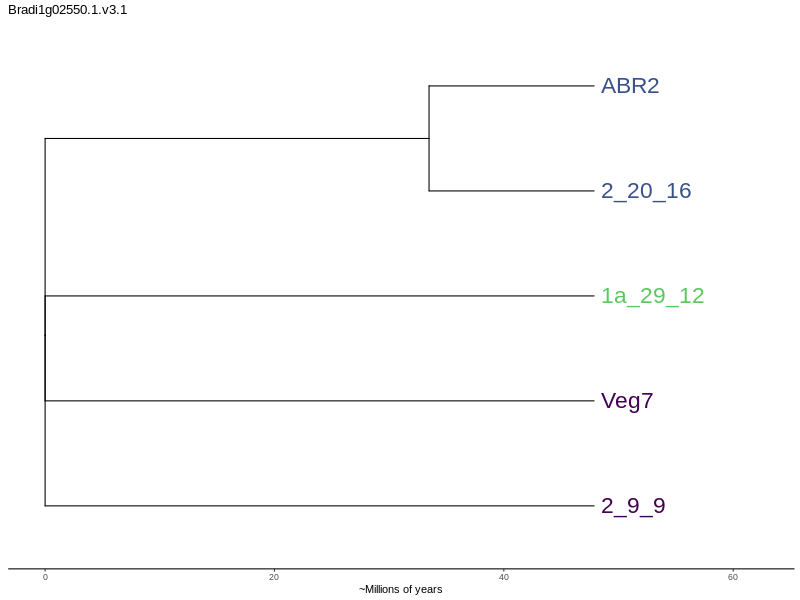 Bradi1g02550.1.v3.1
ABR2
2_20_16
1a_29_12
Veg7
2_9_9
0 20 40 60
~Millions of years